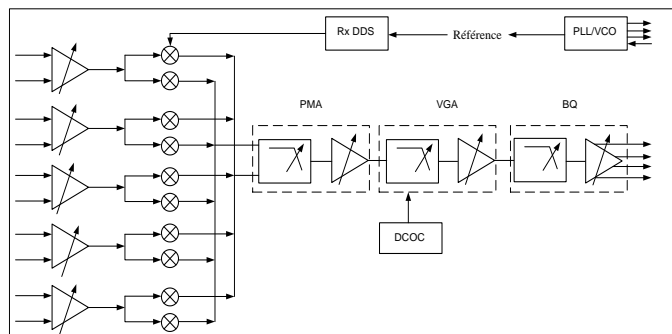 Rx DDS
Référence
PLL/VCO
PMA
VGA
BQ
DCOC